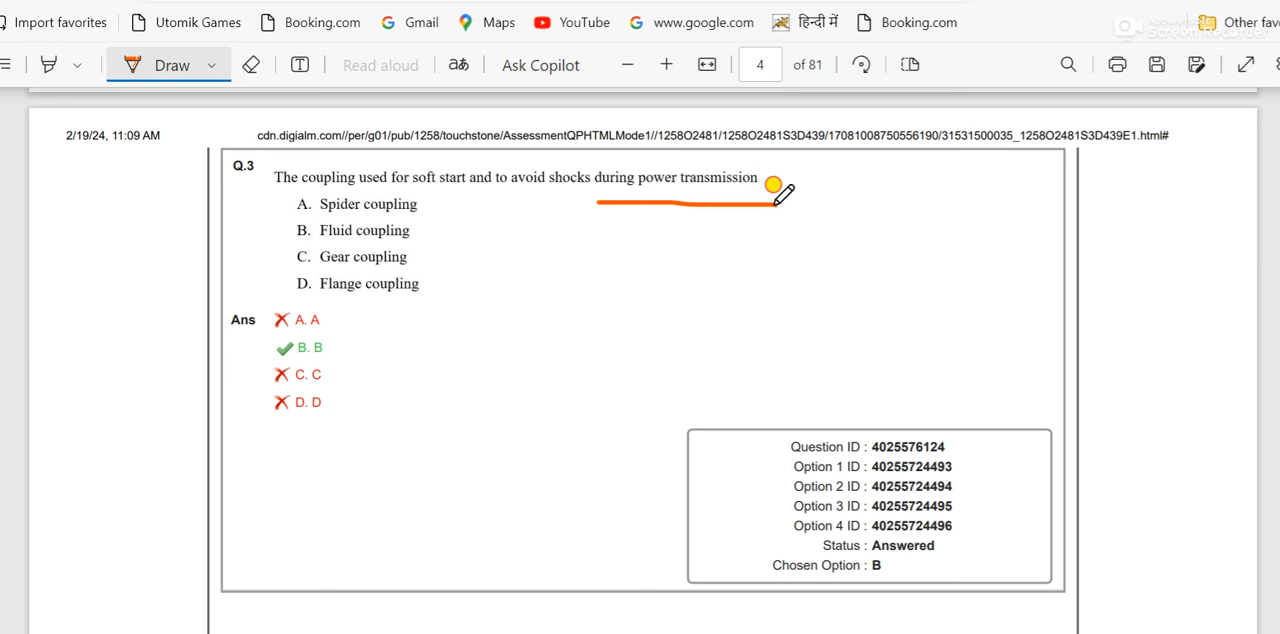 Import favorites Utomik Games Booking.com Gmail Maps YouTube www.google.com हिन्दी में Booking.com Other fav
Draw T Read aloud aあ Ask Copilot 4 of 81
2/19/24, 11:09 AM cdn.digialm.com//per/g01/pub/1258/touchstone/AssessmentQPHTMLMode1//1258O2481/1258O2481S3D439/17081008750556190/31531500035_1258O2481S3D439E1.html#
Q.3 The coupling used for soft start and to avoid shocks during power transmission
A. Spider coupling
B. Fluid coupling
C. Gear coupling
D. Flange coupling
Ans A. A
B. B
C. C
D. D
Question ID : 4025576124
Option 1 ID : 40255724493
Option 2 ID : 40255724494
Option 3 ID : 40255724495
Option 4 ID : 40255724496
Status : Answered
Chosen Option : B